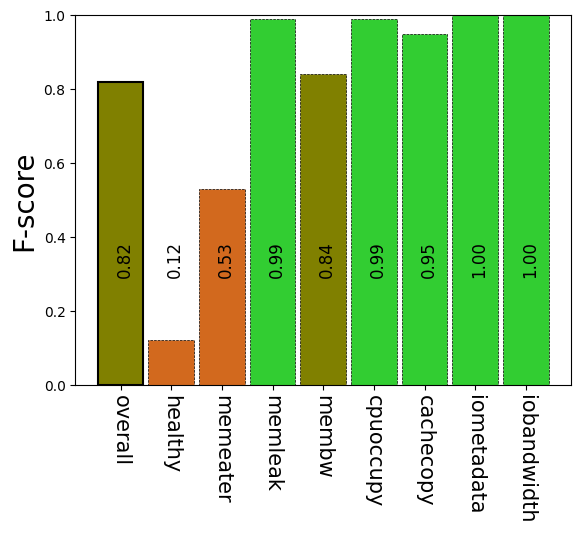 F-score
1.0
0.8
0.6
0.4
0.2
0.0
0.82
0.12
0.53
0.99
0.84
0.99
0.95
1.00
1.00
overall
healthy
memeater
memleak
membw
cpuoccupy
cachecopy
iometadata
iobandwidth